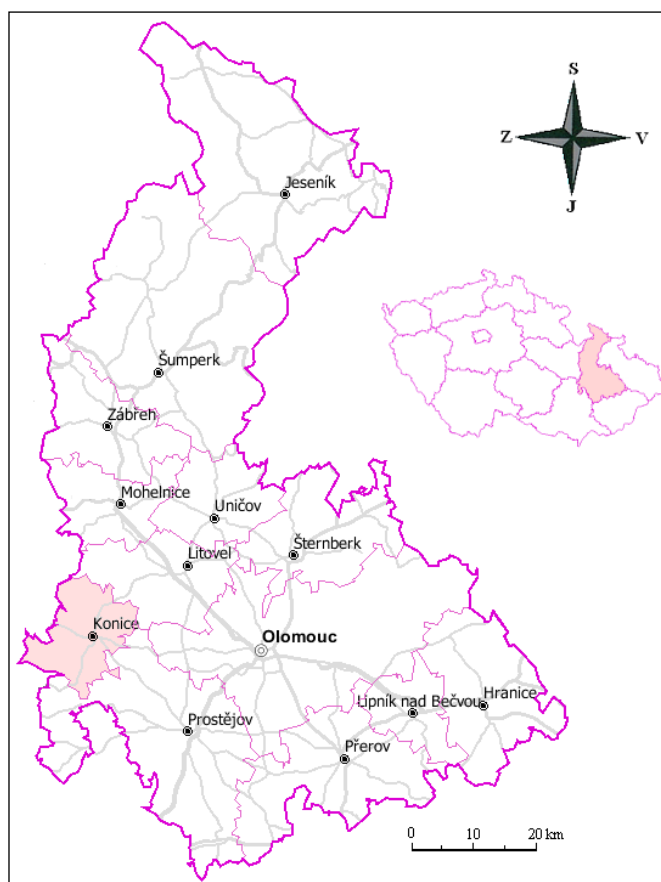 S
Z V
J
Jeseník
Šumperk
Zábřeh
Mohelnice
Uničov
Šternberk
Litovel
Konice
Olomouc
Lipník nad Bečvou
Hranice
Prostějov
Přerov
0 10 20 km